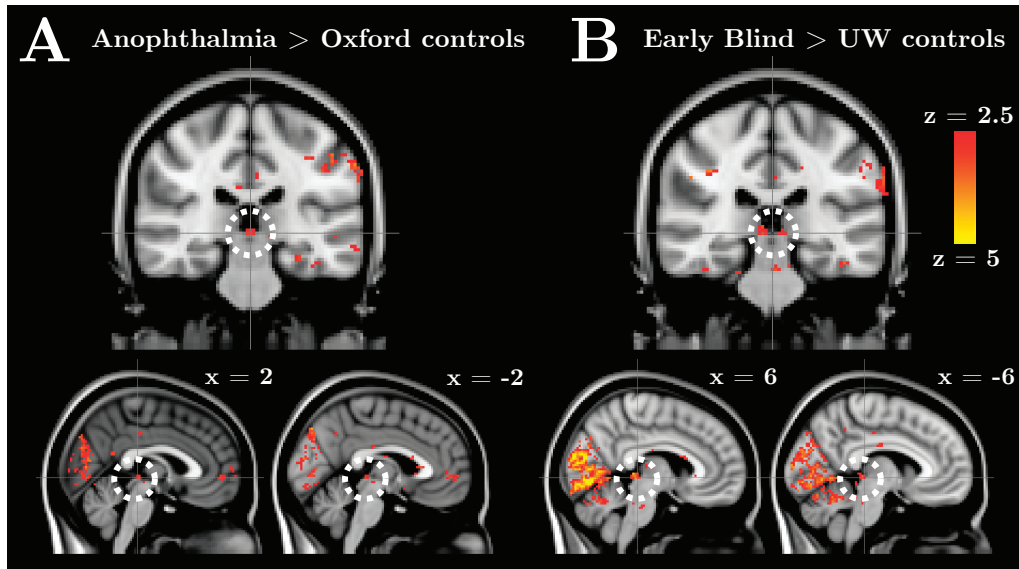 A Anophthalmia > Oxford controls
B Early Blind > UW controls
z = 2.5
z = 5
x = 2
x = -2
x = 6
x = -6